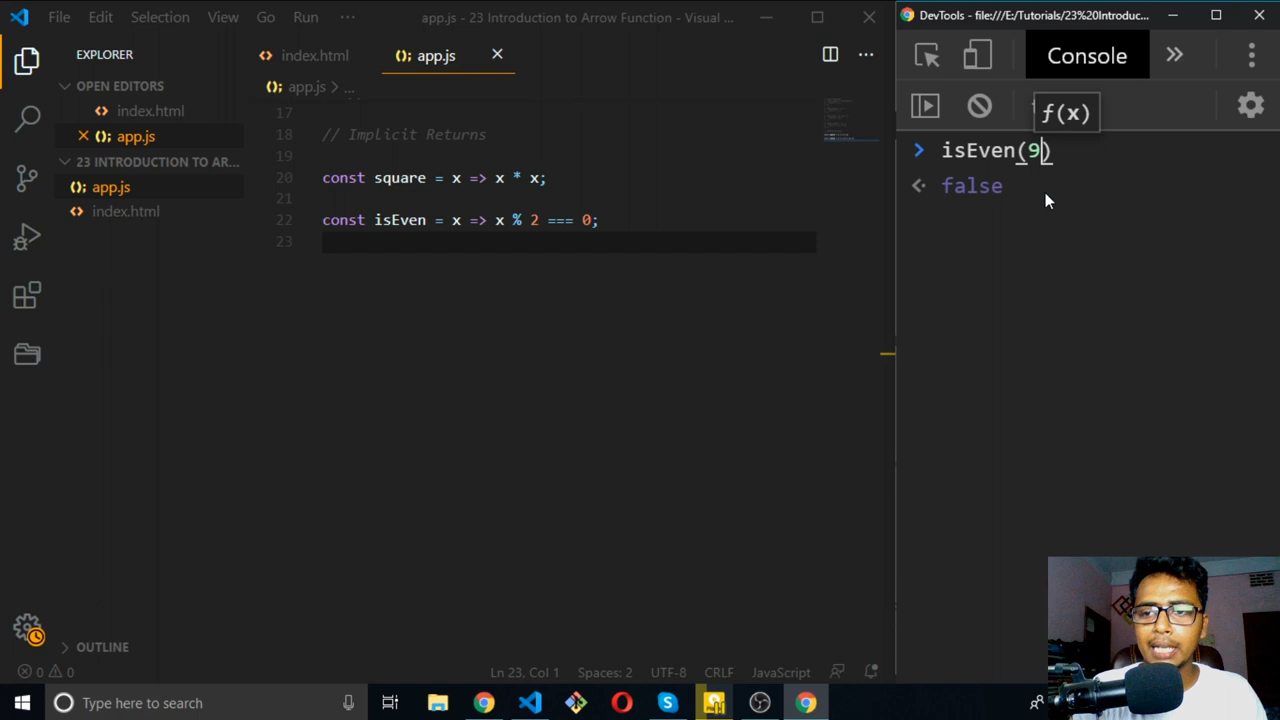 File Edit Selection View Go Run ··· app.js - 23 Introduction to Arrow Function - Visual ...
EXPLORER
OPEN EDITORS
index.html
app.js
23 INTRODUCTION TO AR...
app.js
index.html
OUTLINE
index.html app.js
app.js > ...
17
18 // Implicit Returns
19
20 const square = x => x * x;
21
22 const isEven = x => x % 2 === 0;
23
0 0
Ln 23, Col 1 Spaces: 2 UTF-8 CRLF JavaScript
DevTools - file:///E:/Tutorials/23%20Introduc...
Console
f(x)
> isEven(9)
false
Type here to search